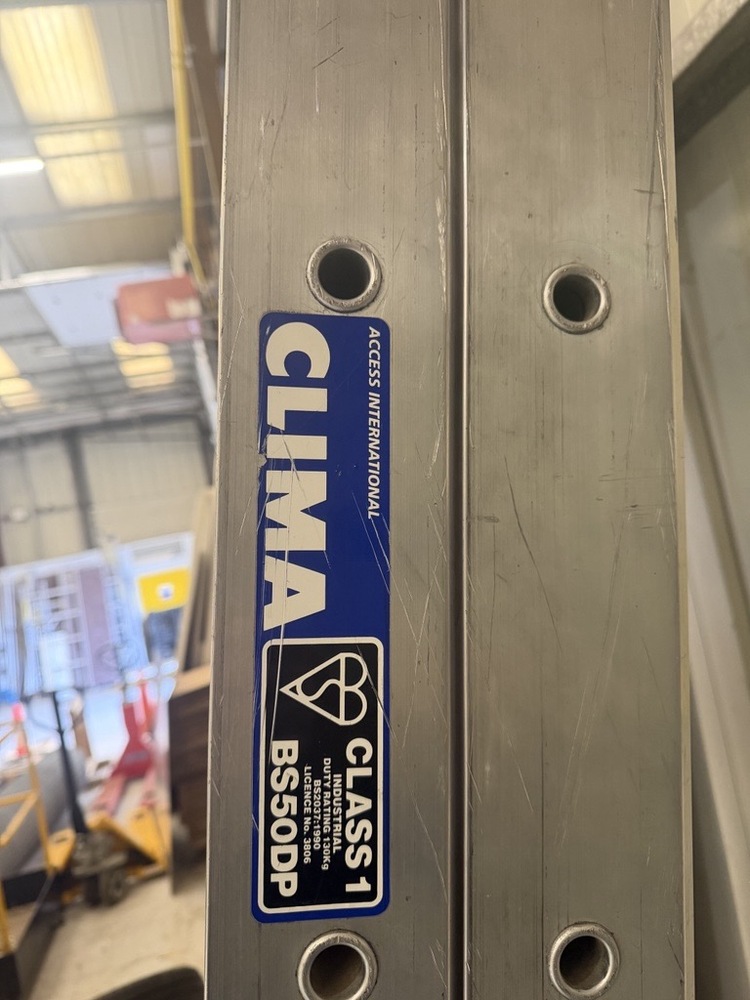 ACCESS INTERNATIONAL
CLIMA
CLASS 1
INDUSTRIAL
DUTY RATING 130Kg
BS2037:1990
LICENCE No. 3806
BS50DP